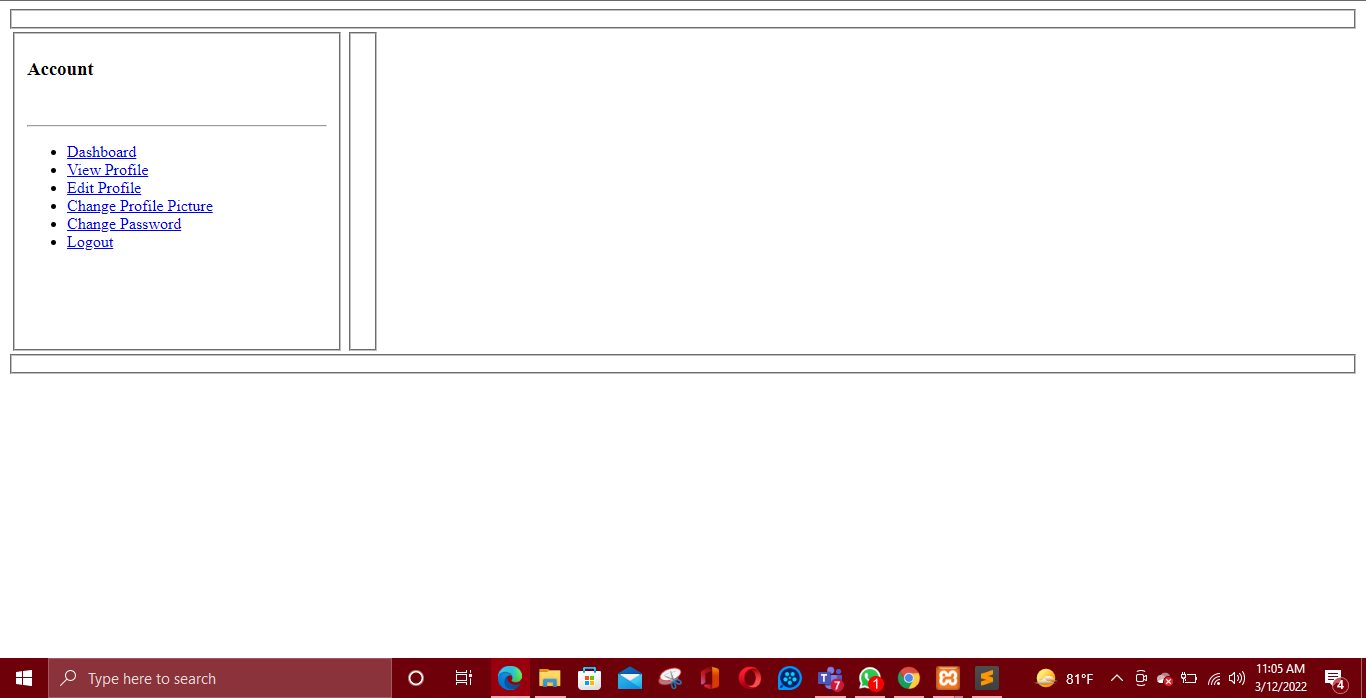 Account
Dashboard
View Profile
Edit Profile
Change Profile Picture
Change Password
Logout
Type here to search
7
1
81°F
11:05 AM
3/12/2022
4